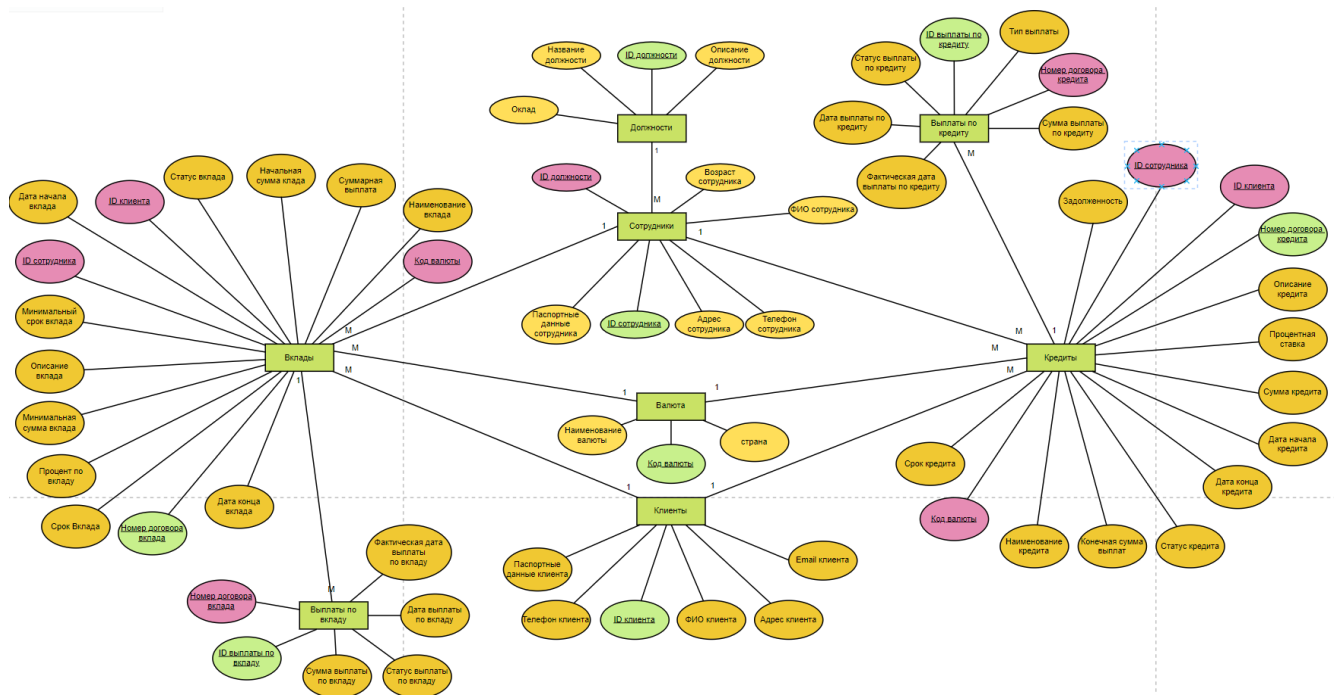 Название
должности
ID должности
Описание
должности
Оклад
Должности
1
ID выплаты по
кредиту
Тип выплаты
Статус выплаты
по кредиту
Номер договора
кредита
Дата выплаты по
кредиту
Выплаты по
кредиту
Сумма выплаты
по кредиту
М
Фактическая дата
выплаты по кредиту
ID сотрудника
ID клиента
Задолженность
Номер договора
кредита
Описание
кредита
Процентная
ставка
Сумма кредита
Дата начала
кредита
Дата конца
кредита
Статус кредита
Конечная сумма
выплат
Наименование
кредита
Код валюты
Срок кредита
Кредиты
1
М
М
ID должности
М
Возраст
сотрудника
ФИО сотрудника
Сотрудники
1
1
Паспортные
данные
сотрудника
ID сотрудника
Адрес
сотрудника
Телефон
сотрудника
Дата начала
вклада
ID клиента
Статус вклада
Начальная
сумма клада
Суммарная
выплата
Наименование
вклада
Код валюты
ID сотрудника
Минимальный
срок вклада
Описание
вклада
Минимальная
сумма вклада
Процент по
вкладу
Срок Вклада
Номер договора
вклада
Дата конца
вклада
Вклады
М
М
М
1
1
1
Валюта
Наименование
валюты
Код валюты
страна
1
1
Клиенты
Паспортные
данные клиента
Телефон клиента
ID клиента
ФИО клиента
Адрес клиента
Email клиента
М
Выплаты по
вкладу
Фактическая дата
выплаты
по вкладу
Дата выплаты
по вкладу
Статус выплаты
по вкладу
Сумма выплаты
по вкладу
ID выплаты по
вкладу
Номер договора
вклада